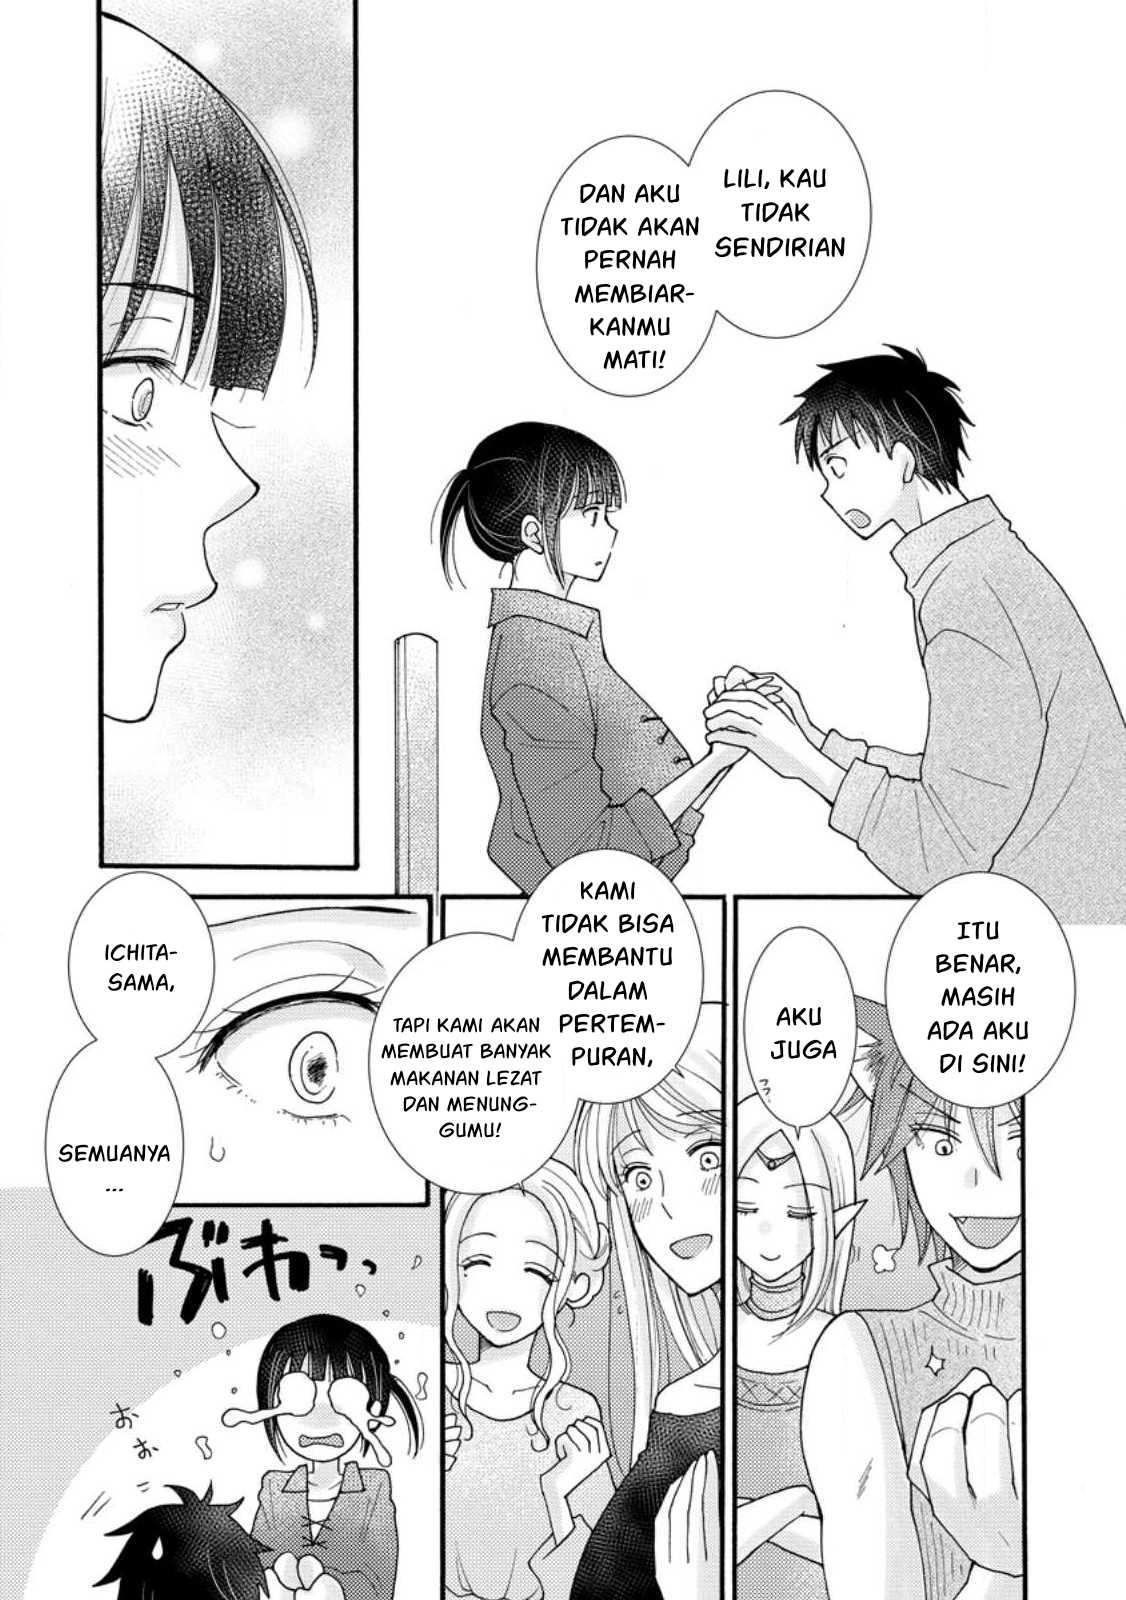 LILI, KAU
TIDAK
SENDIRIAN
DAN AKU
TIDAK AKAN
PERNAH
MEMBIAR-
KANMU
MATI!
ITU
BENAR,
MASIH
ADA AKU
DI SINI!
AKU
JUGA
KAMI
TIDAK BISA
MEMBANTU
DALAM
PERTEM-
PURAN,
TAPI KAMI AKAN
MEMBUAT BANYAK
MAKANAN LEZAT
DAN MENUNG-
GUMU!
ICHITA-
SAMA,
SEMUANYA
...
ぶわっっ
お
お